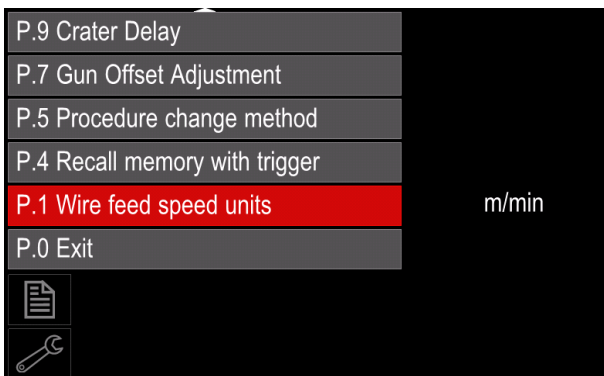 P.9 Crater Delay
P.7 Gun Offset Adjustment
P.5 Procedure change method
P.4 Recall memory with trigger
P.1 Wire feed speed units m/min
P.0 Exit